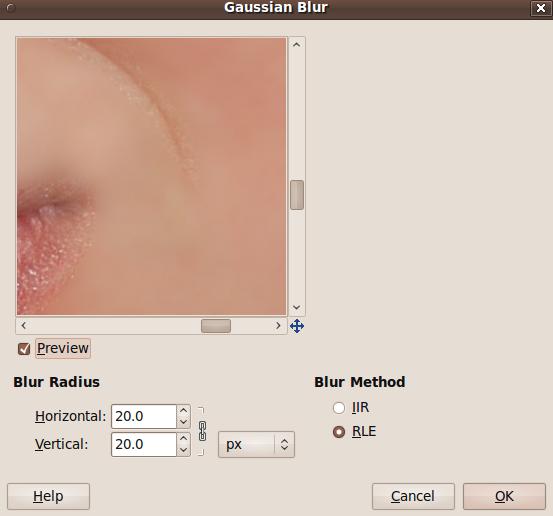 Gaussian Blur
Preview
Blur Radius
Horizontal: 20.0
Vertical: 20.0 px
Blur Method
IIR
RLE
Help Cancel OK